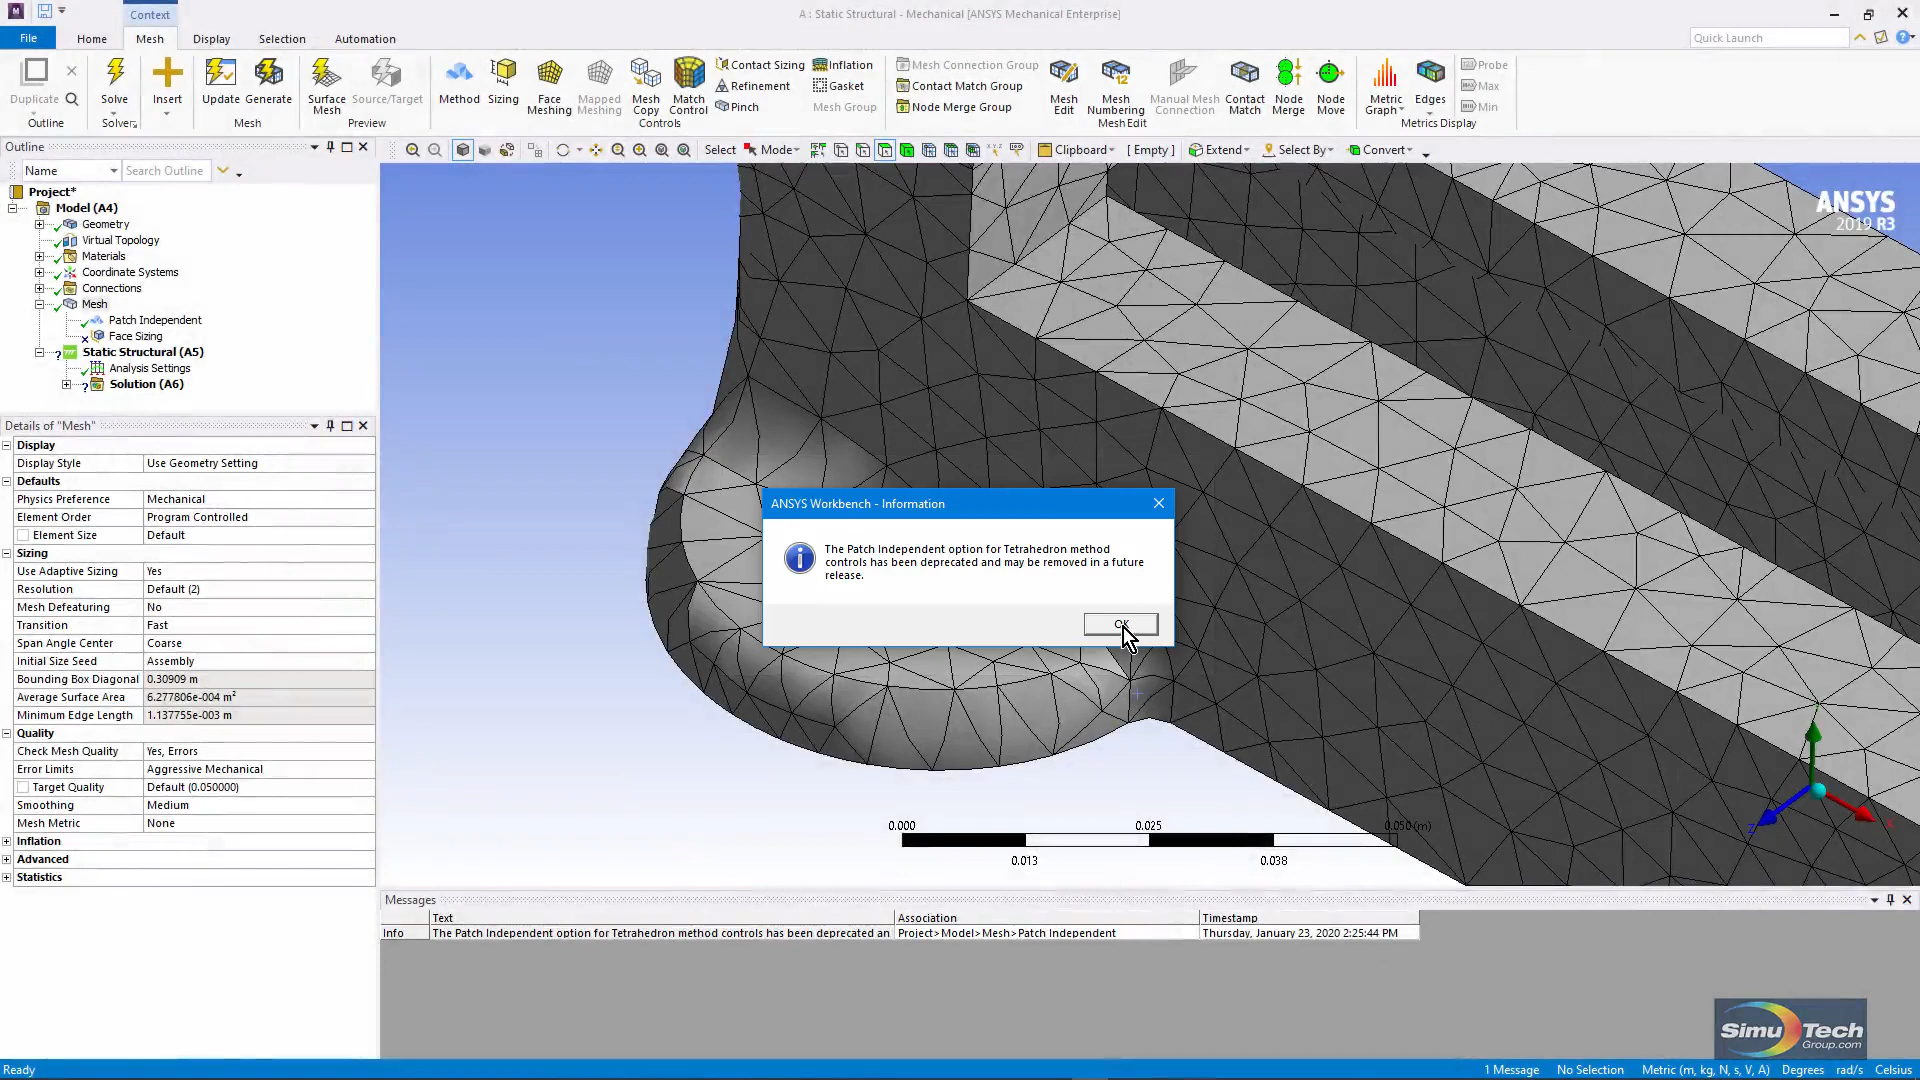 Context
A : Static Structural - Mechanical [ANSYS Mechanical Enterprise]
File Home Mesh Display Selection Automation
Quick Launch
Duplicate
Outline
Solve
Solver
Insert
Update Generate
Mesh
Surface Mesh
Source/Target
Preview
Method Sizing
Face Meshing
Mapped Meshing
Mesh Copy
Match Control
Contact Sizing
Refinement
Pinch
Inflation
Gasket
Mesh Group
Controls
Mesh Connection Group
Contact Match Group
Node Merge Group
Mesh Edit
Mesh Numbering
Manual Mesh Connection
Contact Match
Node Merge
Node Move
Mesh Edit
Metric Graph
Edges
Probe
Max
Min
Metrics Display
Select Mode Clipboard [ Empty ] Extend Select By Convert
Outline
Name Search Outline
Project*
Model (A4)
Geometry
Virtual Topology
Materials
Coordinate Systems
Connections
Mesh
Patch Independent
Face Sizing
Static Structural (A5)
Analysis Settings
Solution (A6)
Details of "Mesh"
Display
Display Style Use Geometry Setting
Defaults
Physics Preference Mechanical
Element Order Program Controlled
Element Size Default
Sizing
Use Adaptive Sizing Yes
Resolution Default (2)
Mesh Defeaturing No
Transition Fast
Span Angle Center Coarse
Initial Size Seed Assembly
Bounding Box Diagonal 0.30909 m
Average Surface Area 6.277806e-004 m²
Minimum Edge Length 1.137755e-003 m
Quality
Check Mesh Quality Yes, Errors
Error Limits Aggressive Mechanical
Target Quality Default (0.050000)
Smoothing Medium
Mesh Metric None
Inflation
Advanced
Statistics
ANSYS
2019 R3
ANSYS Workbench - Information
The Patch Independent option for Tetrahedron method
controls has been deprecated and may be removed in a future
release.
OK
0.000 0.025 0.050 (m)
0.013 0.038
Z X
Messages
Text Association Timestamp
Info The Patch Independent option for Tetrahedron method controls has been deprecated an Project>Model>Mesh>Patch Independent Thursday, January 23, 2020 2:25:44 PM
SimuTech
Group.com
Ready 1 Message No Selection Metric (m, kg, N, s, V, A) Degrees rad/s Celsius